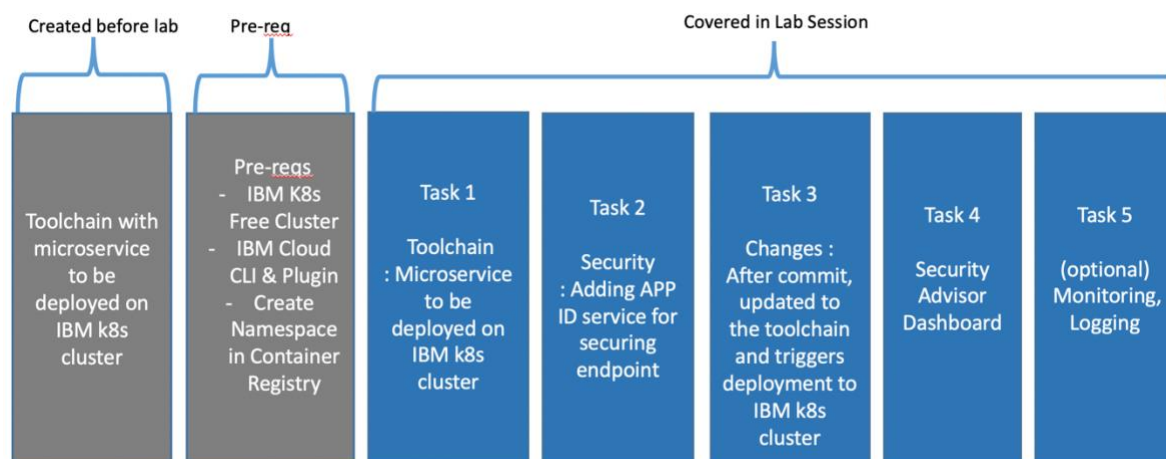 Created before lab
Pre-req
Covered in Lab Session
Toolchain with
microservice
to be
deployed on
IBM k8s
cluster
Pre-reqs
- IBM K8s
Free Cluster
- IBM Cloud
CLI & Plugin
- Create
Namespace
in Container
Registry
Task 1
Toolchain
: Microservice
to be
deployed on
IBM k8s
cluster
Task 2
Security
: Adding APP
ID service for
securing
endpoint
Task 3
Changes :
After commit,
updated to
the toolchain
and triggers
deployment to
IBM k8s
cluster
Task 4
Security
Advisor
Dashboard
Task 5
(optional)
Monitoring,
Logging